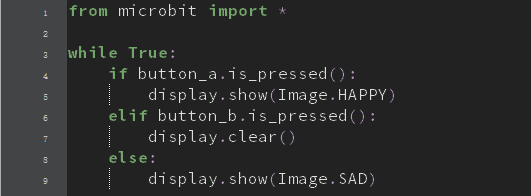 1 from microbit import *
2
3 while True:
4     if button_a.is_pressed():
5         display.show(Image.HAPPY)
6     elif button_b.is_pressed():
7         display.clear()
8     else:
9         display.show(Image.SAD)